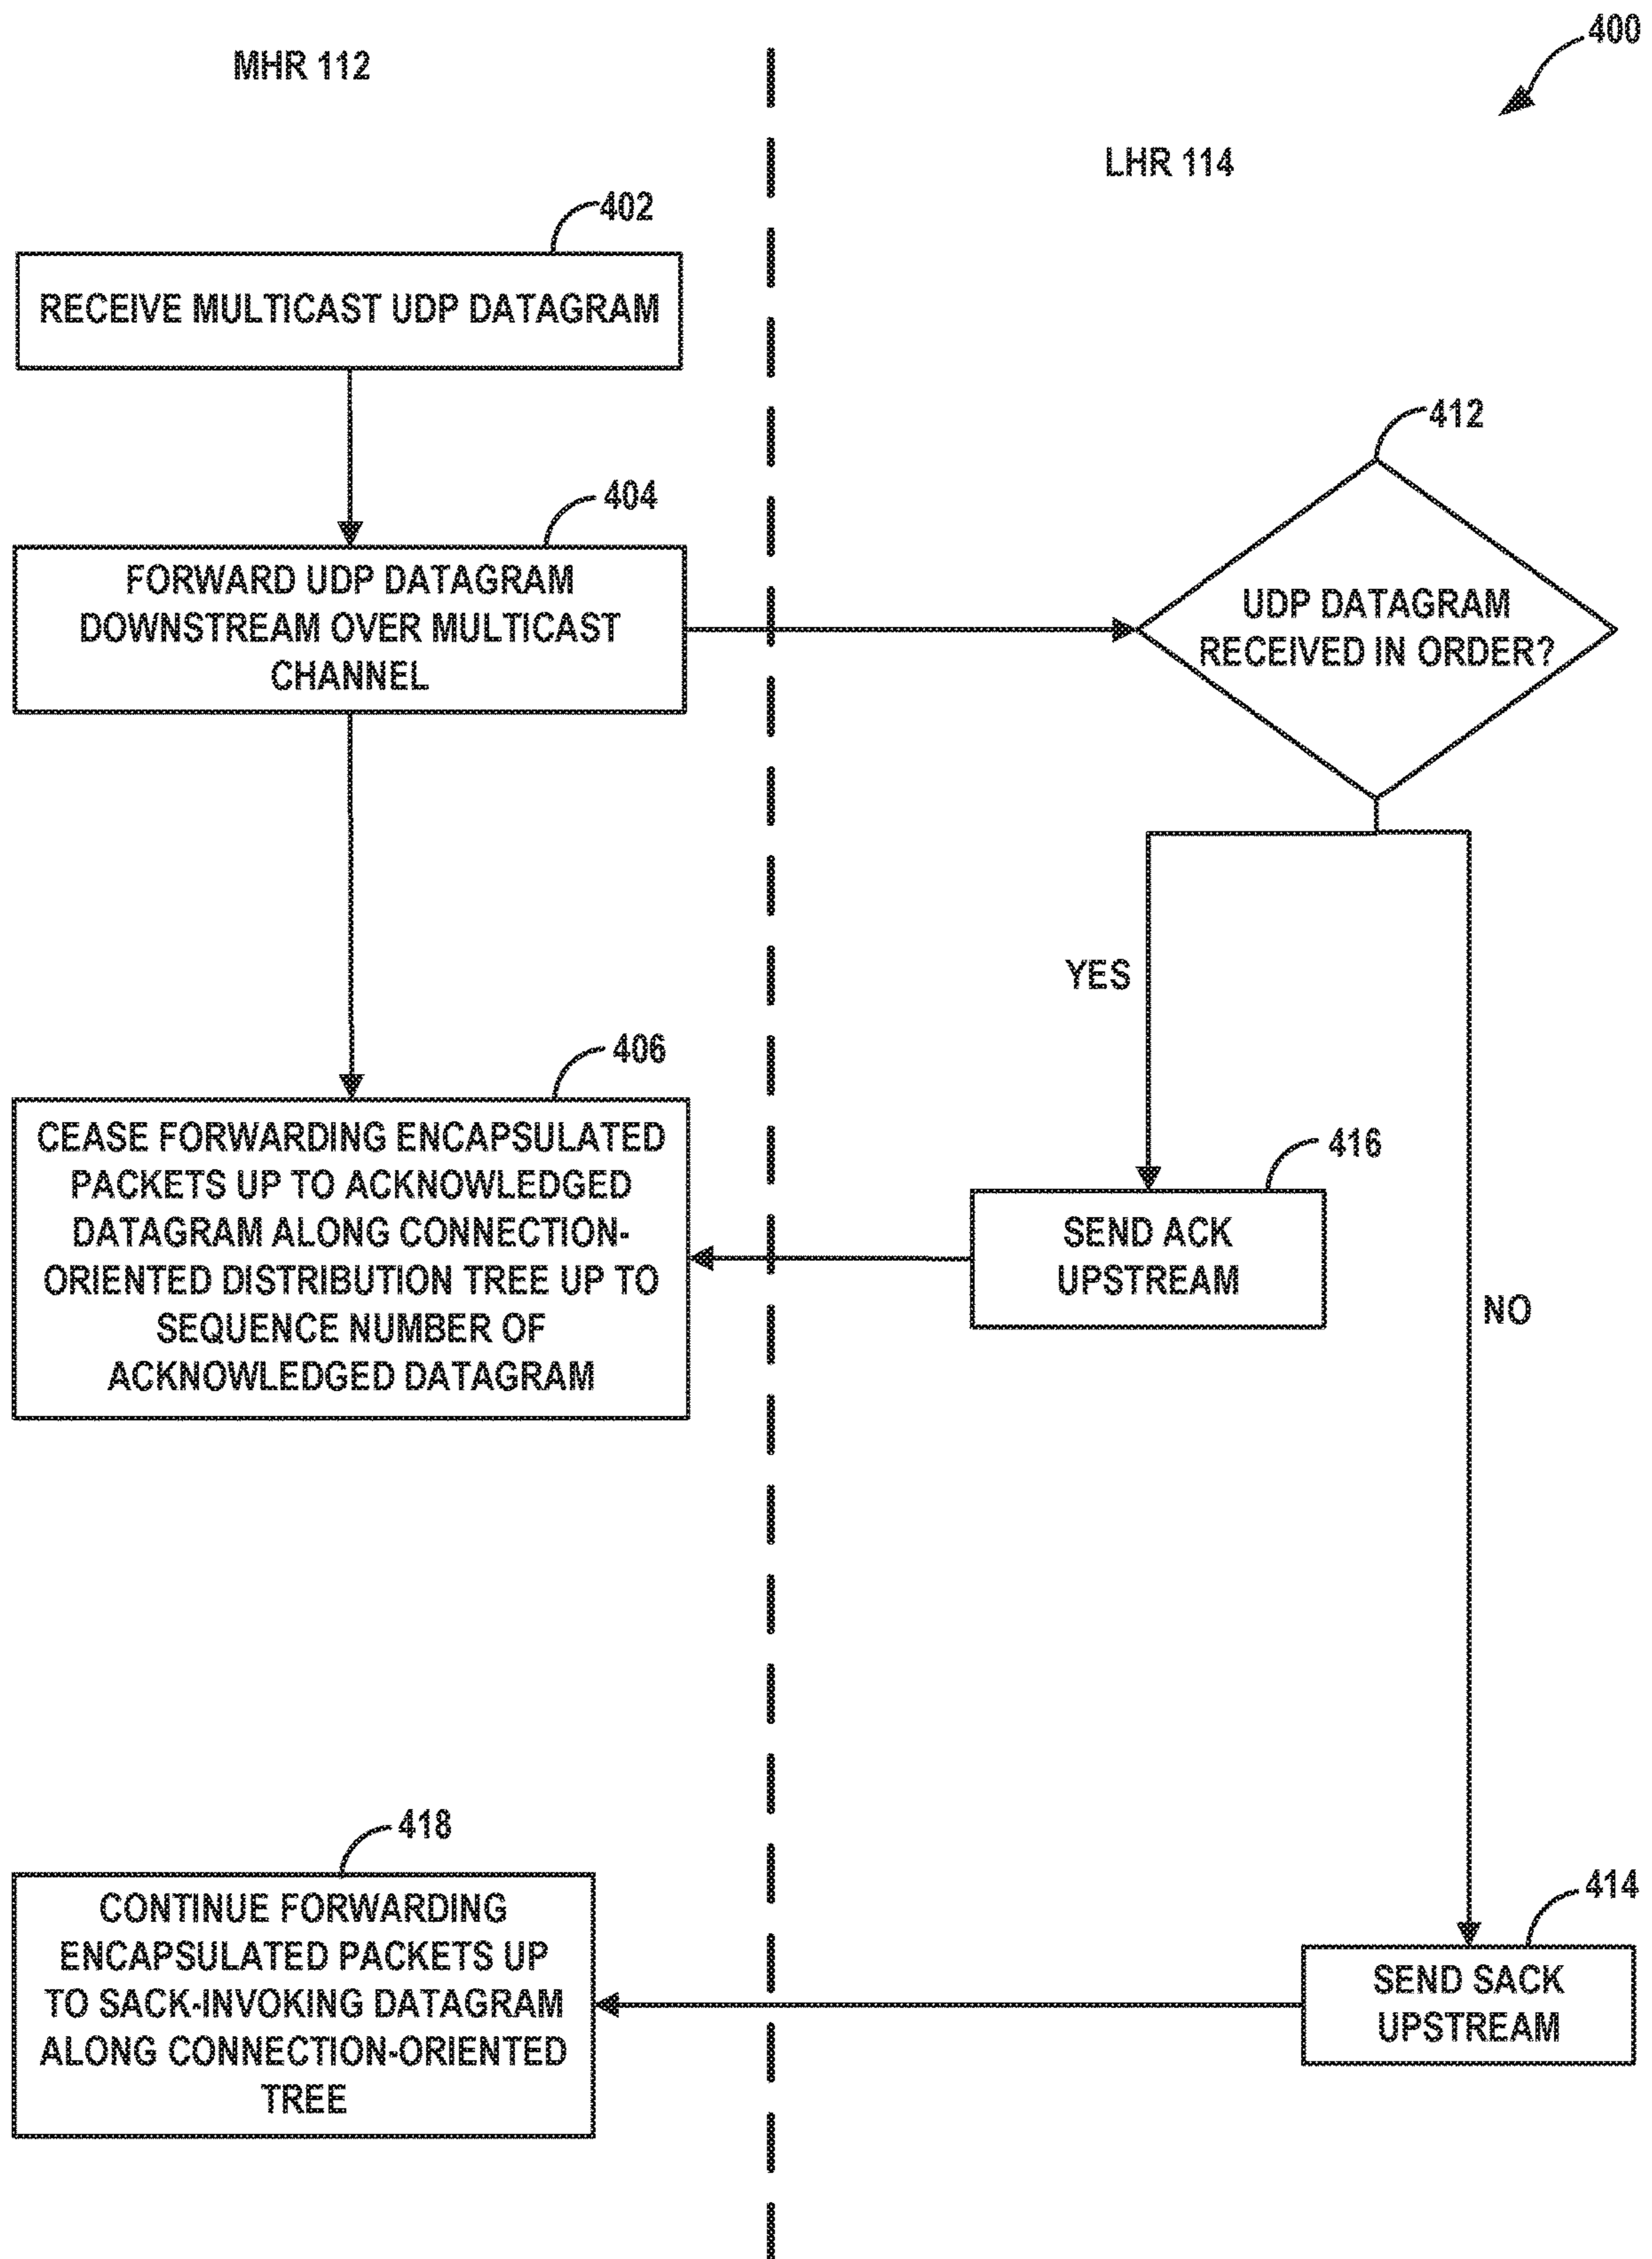 400
MHR 112
LHR 114
402
RECEIVE MULTICAST UDP DATAGRAM
412
404
FORWARD UDP DATAGRAM
DOWNSTREAM OVER MULTICAST
CHANNEL
UDP DATAGRAM
RECEIVED IN ORDER?
YES
406
CEASE FORWARDING ENCAPSULATED
PACKETS UP TO ACKNOWLEDGED
DATAGRAM ALONG CONNECTION-
ORIENTED DISTRIBUTION TREE UP TO
SEQUENCE NUMBER OF
ACKNOWLEDGED DATAGRAM
416
SEND ACK
UPSTREAM
NO
418
CONTINUE FORWARDING
ENCAPSULATED PACKETS UP
TO SACK-INVOKING DATAGRAM
ALONG CONNECTION-ORIENTED
TREE
414
SEND SACK
UPSTREAM